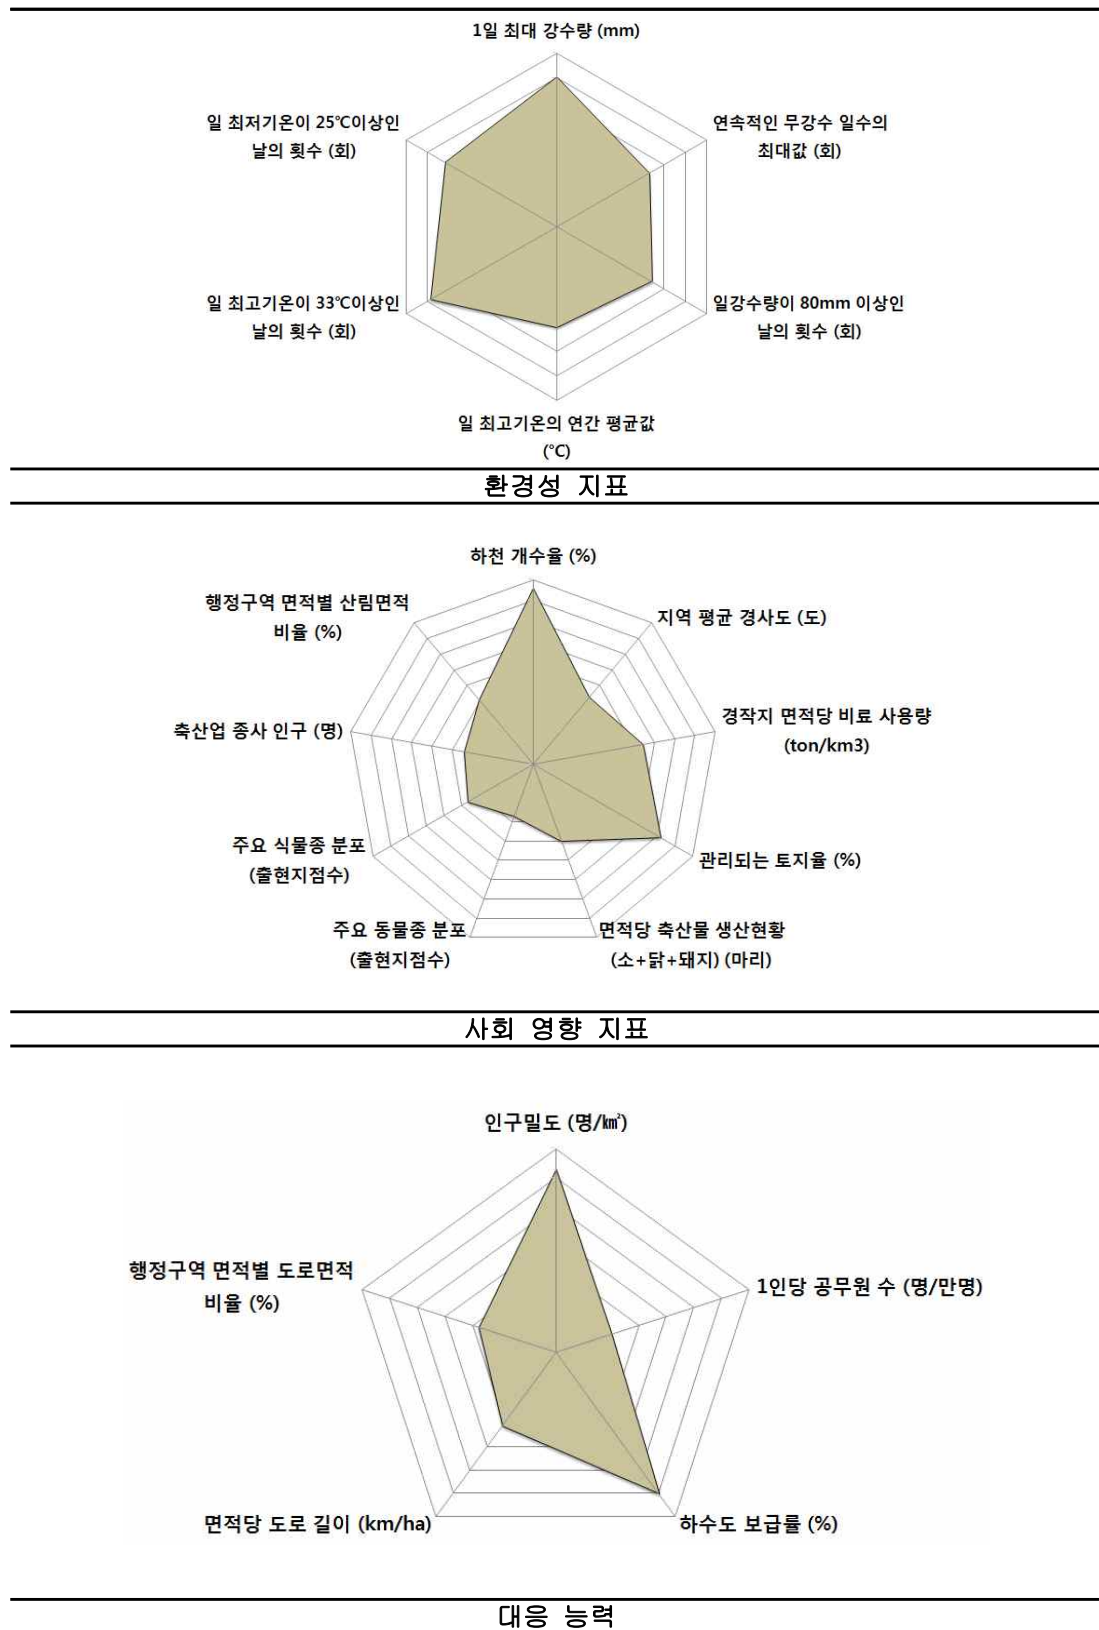 1일 최대 강수량 (mm)
일 최저기온이 25℃이상인
날의 횟수 (회)
연속적인 무강수 일수의
최대값 (회)
일 최고기온이 33℃이상인
날의 횟수 (회)
일강수량이 80mm 이상인
날의 횟수 (회)
일 최고기온의 연간 평균값
(℃)
환경성 지표
하천 개수율 (%)
행정구역 면적별 산림면적
비율 (%)
지역 평균 경사도 (도)
축산업 종사 인구 (명)
경작지 면적당 비료 사용량
(ton/km3)
주요 식물종 분포
(출현지점수)
관리되는 토지율 (%)
주요 동물종 분포
(출현지점수)
면적당 축산물 생산현황
(소+닭+돼지) (마리)
사회 영향 지표
인구밀도 (명/㎢)
행정구역 면적별 도로면적
비율 (%)
1인당 공무원 수 (명/만명)
면적당 도로 길이 (km/ha)
하수도 보급률 (%)
대응 능력